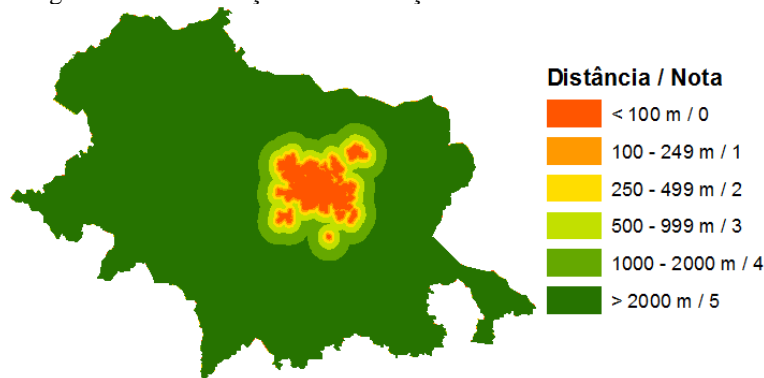 Distância / Nota
< 100 m / 0
100 - 249 m / 1
250 - 499 m / 2
500 - 999 m / 3
1000 - 2000 m / 4
> 2000 m / 5